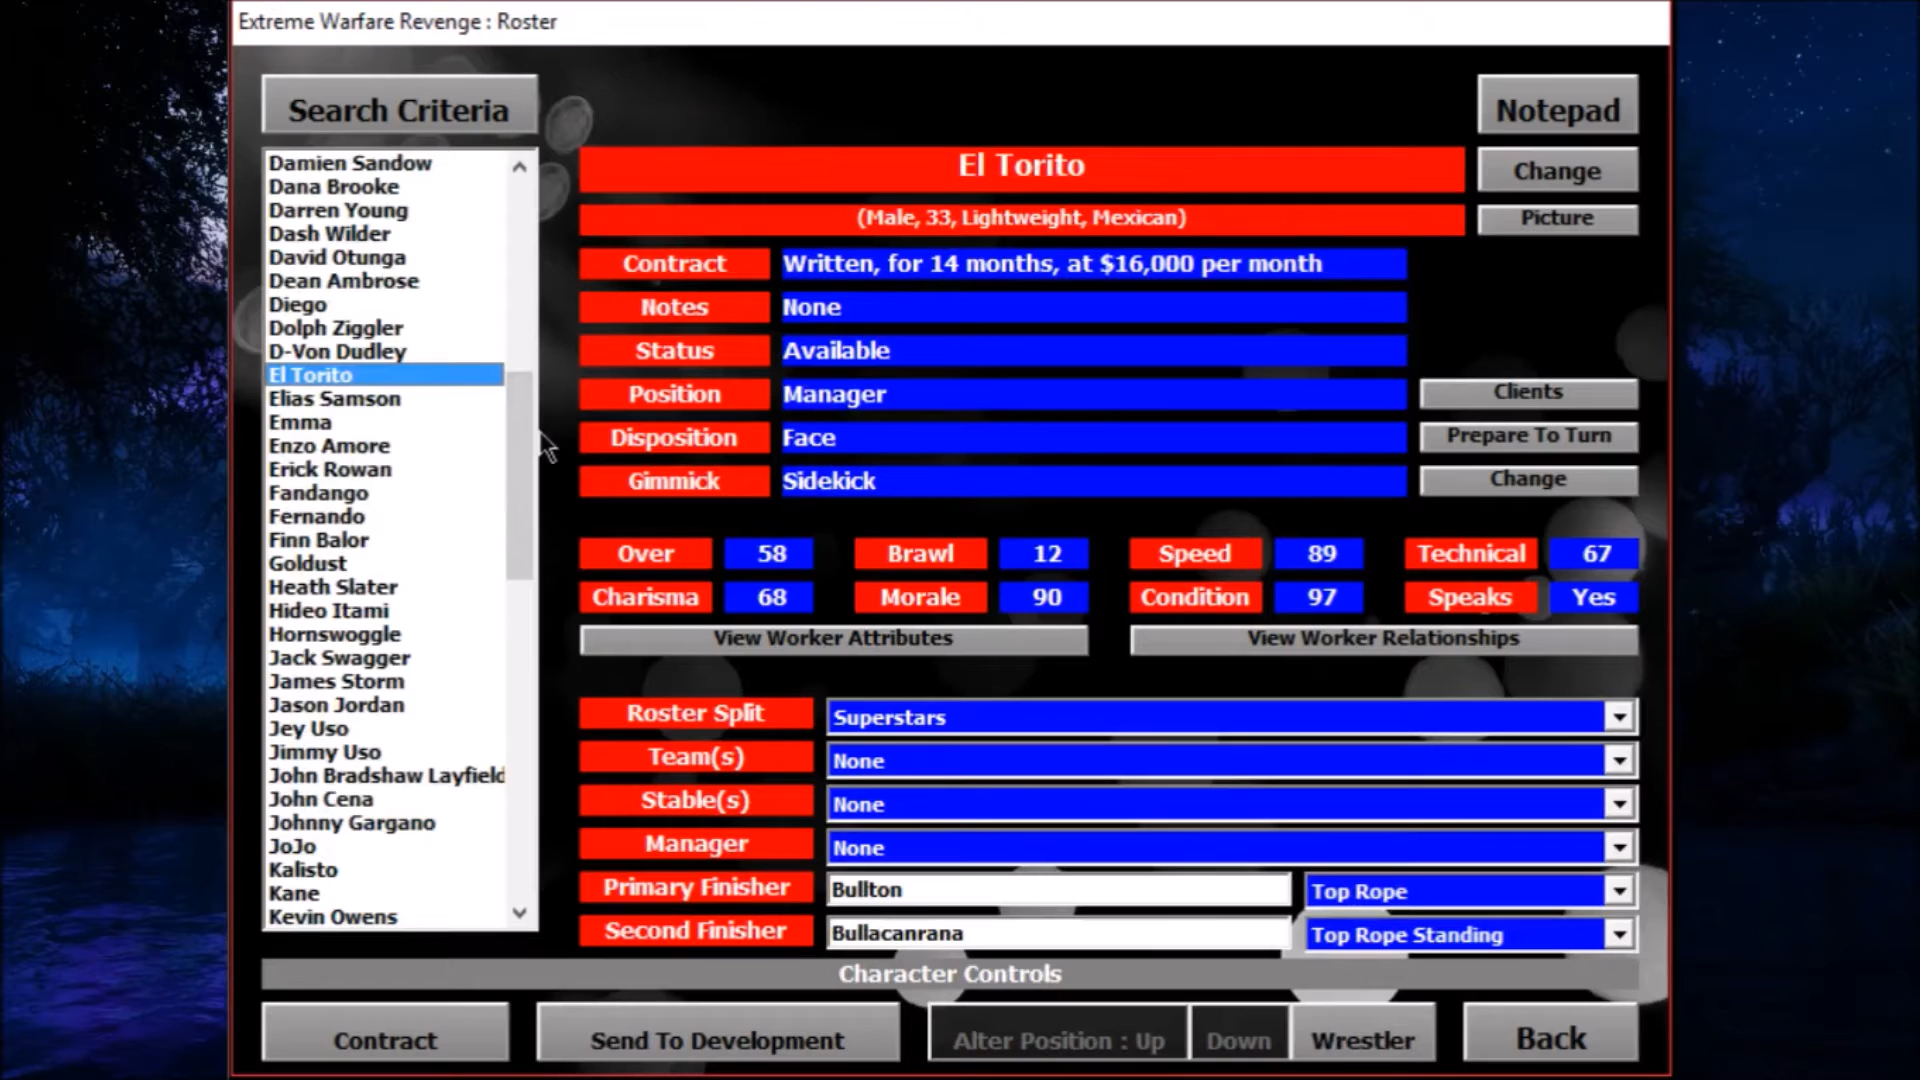 Extreme Warfare Revenge : Roster
Search Criteria
Notepad
Damien Sandow
Dana Brooke
Darren Young
Dash Wilder
David Otunga
Dean Ambrose
Diego
Dolph Ziggler
D-Von Dudley
El Torito
Elias Samson
Emma
Enzo Amore
Erick Rowan
Fandango
Fernando
Finn Balor
Goldust
Heath Slater
Hideo Itami
Hornswoggle
Jack Swagger
James Storm
Jason Jordan
Jey Uso
Jimmy Uso
John Bradshaw Layfield
John Cena
Johnny Gargano
JoJo
Kalisto
Kane
Kevin Owens
El Torito
Change
(Male, 33, Lightweight, Mexican)
Picture
Contract Written, for 14 months, at $16,000 per month
Notes None
Status Available
Position Manager Clients
Disposition Face Prepare To Turn
Gimmick Sidekick Change
Over 58 Brawl 12 Speed 89 Technical 67
Charisma 68 Morale 90 Condition 97 Speaks Yes
View Worker Attributes View Worker Relationships
Roster Split Superstars
Team(s) None
Stable(s) None
Manager None
Primary Finisher Bullton Top Rope
Second Finisher Bullacanrana Top Rope Standing
Character Controls
Contract Send To Development Alter Position : Up Down Wrestler Back